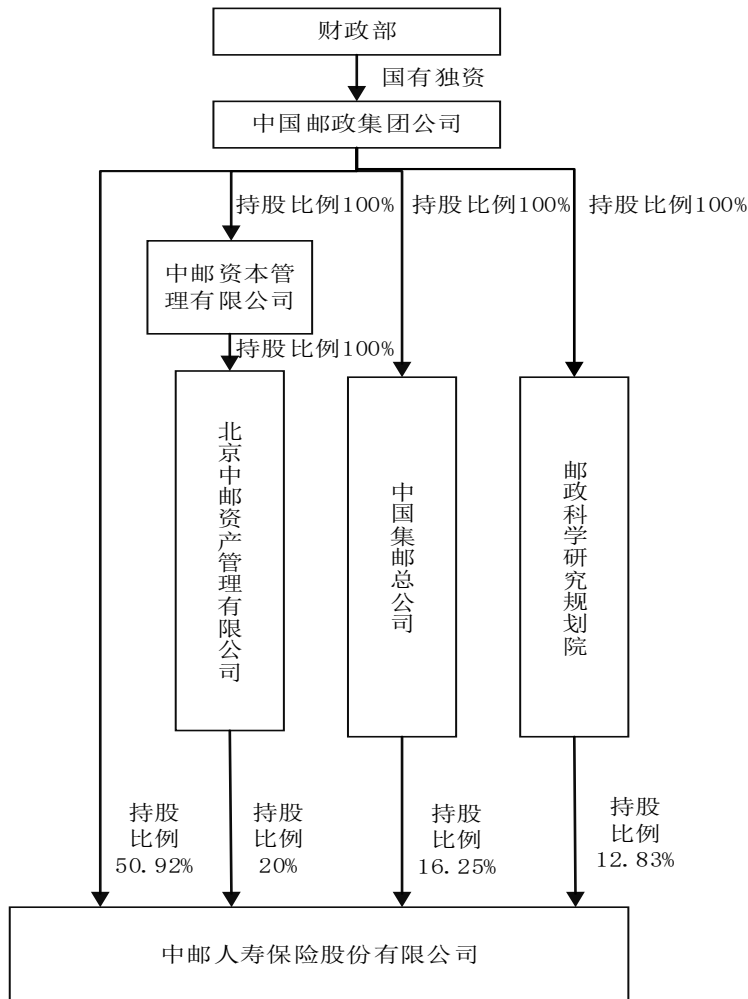 财政部
国有独资
中国邮政集团公司
持股比例100%
持股比例100%
持股比例100%
中邮资本管
理有限公司
持股比例100%
北京中邮资产管理有限公司
中国集邮总公司
邮政科学研究规划院
持股
比例
50.92%
持股
比例
20%
持股
比例
16.25%
持股
比例
12.83%
中邮人寿保险股份有限公司